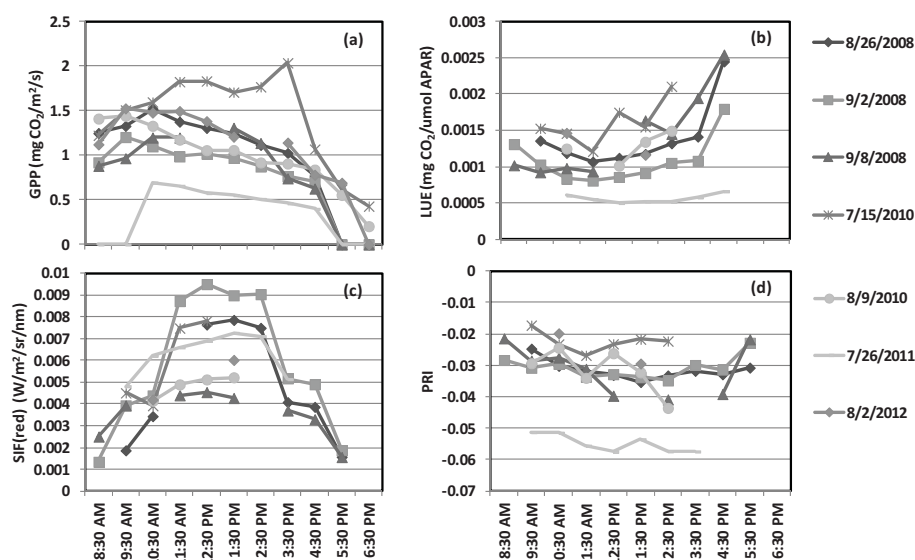 (a)
GPP (mg CO₂/m²/s)
2.5
2
1.5
1
0.5
0
(b)
LUE (mg CO₂/umol APAR)
0.003
0.0025
0.002
0.0015
0.001
0.0005
0
(c)
SIF(red) (W/m²/sr/nm)
0.01
0.009
0.008
0.007
0.006
0.005
0.004
0.003
0.002
0.001
0
8:30 AM
9:30 AM
10:30 AM
11:30 AM
12:30 PM
1:30 PM
2:30 PM
3:30 PM
4:30 PM
5:30 PM
6:30 PM
(d)
PRI
0
-0.01
-0.02
-0.03
-0.04
-0.05
-0.06
-0.07
8:30 AM
9:30 AM
10:30 AM
11:30 AM
12:30 PM
1:30 PM
2:30 PM
3:30 PM
4:30 PM
5:30 PM
6:30 PM
8/26/2008
9/2/2008
9/8/2008
7/15/2010
8/9/2010
7/26/2011
8/2/2012